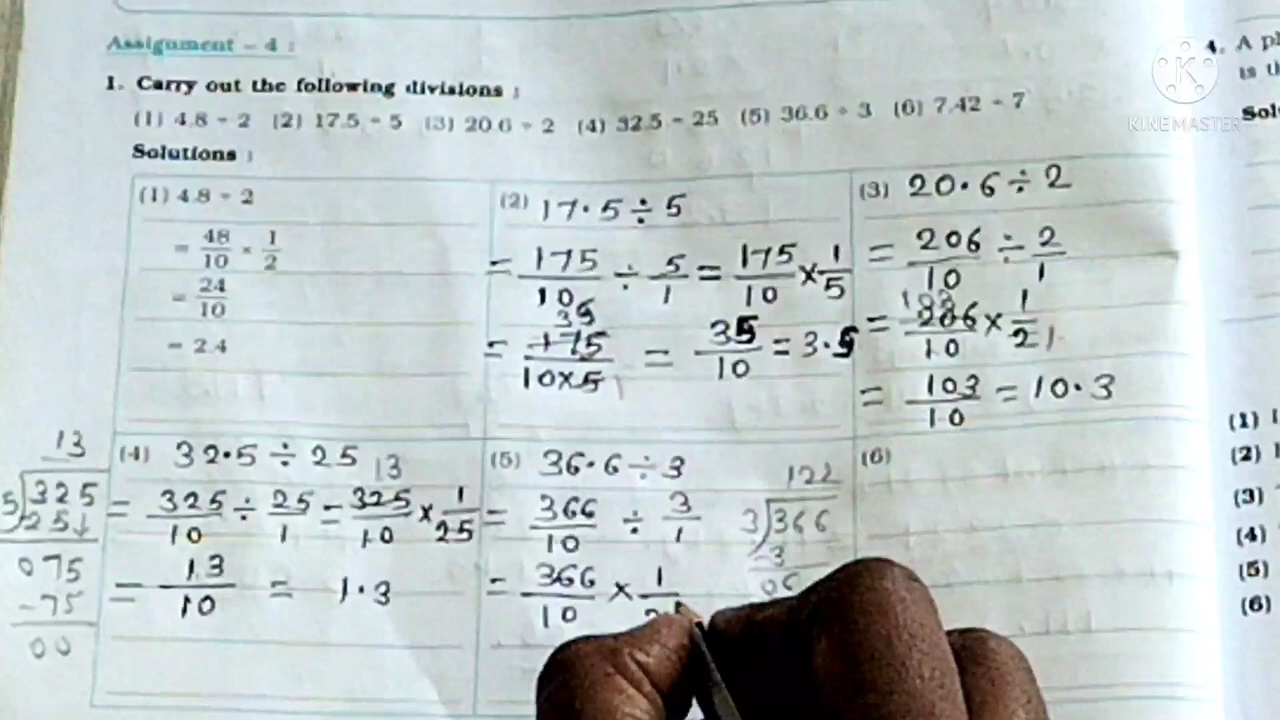 Assignment - 4 :
1. Carry out the following divisions :
(1) 4.8 ÷ 2 (2) 17.5 ÷ 5 (3) 20.6 ÷ 2 (4) 32.5 ÷ 25 (5) 36.6 ÷ 3 (6) 7.42 ÷ 7
Solutions :
(1) 4.8 ÷ 2
= 48/10 × 1/2
= 24/10
= 2.4
(2) 17.5 ÷ 5
= 175/10 ÷ 5/1 = 175/10 × 1/5
35
= 175/10×5 1 = 35/10 = 3.5
(3) 20.6 ÷ 2
= 206/10 ÷ 2/1
103
= 206/10 × 1/2 1
= 103/10 = 10.3
13
5)325
25↓
075
-75
00
(4) 32.5 ÷ 25
13
= 325/10 ÷ 25/1 = 325/10 × 1/25
= 13/10 = 1.3
(5) 36.6 ÷ 3
= 366/10 ÷ 3/1
= 366/10 × 1/
122
3)366
-3
06
(6)
4. A pl
is th
Sol
(1)
(2)
(3)
(4)
(5)
(6)
K
KINEMASTER